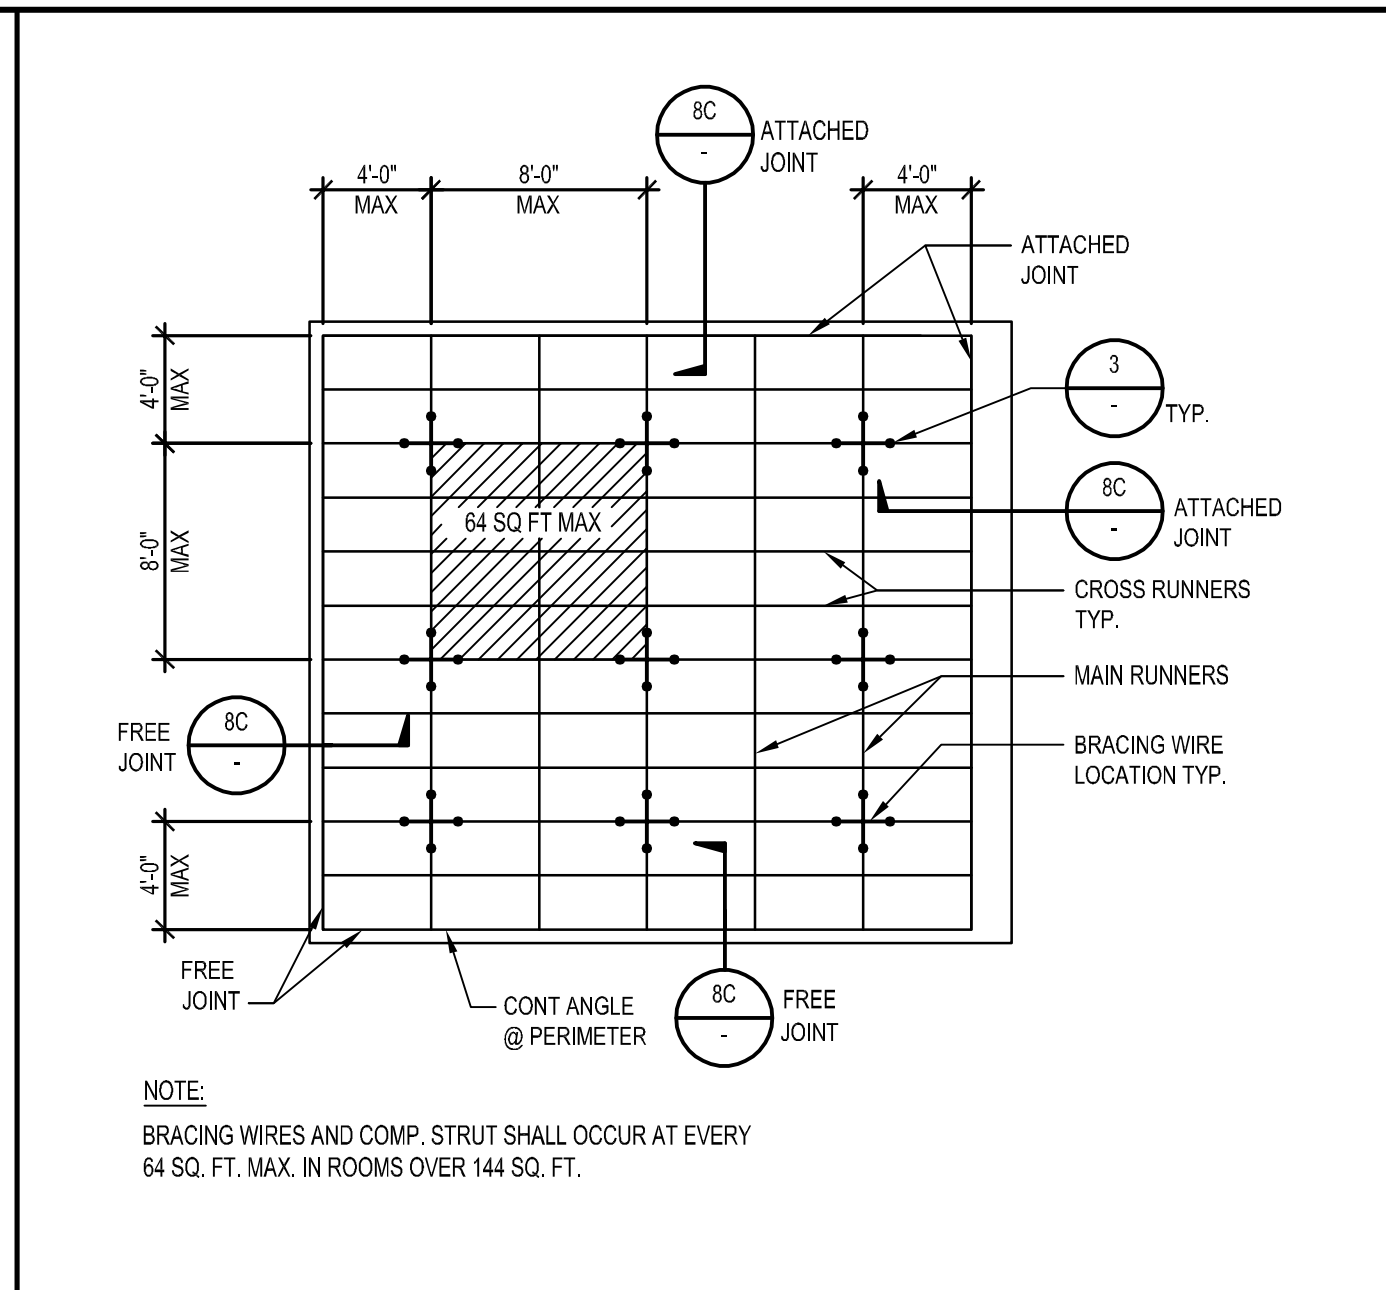 8C
-
ATTACHED
JOINT
4'-0"
MAX
8'-0"
MAX
4'-0"
MAX
ATTACHED
JOINT
4'-0"
MAX
3
-
TYP.
8'-0"
MAX
64 SQ FT MAX
8C
-
ATTACHED
JOINT
CROSS RUNNERS
TYP.
MAIN RUNNERS
FREE
JOINT
8C
-
BRACING WIRE
LOCATION TYP.
4'-0"
MAX
FREE
JOINT
CONT ANGLE
@ PERIMETER
8C
-
FREE
JOINT
NOTE:
BRACING WIRES AND COMP. STRUT SHALL OCCUR AT EVERY
64 SQ. FT. MAX. IN ROOMS OVER 144 SQ. FT.